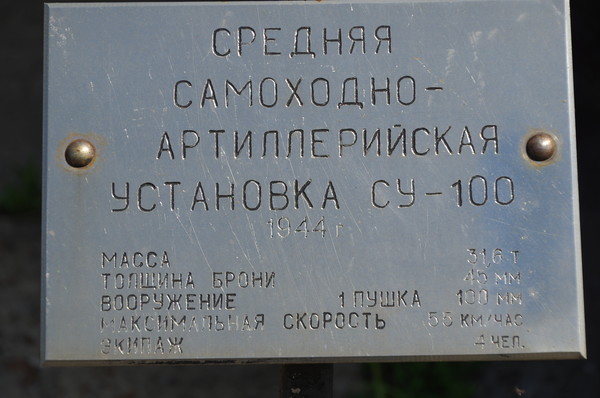 СРЕДНЯЯ
САМОХОДНО-
АРТИЛЛЕРИЙСКАЯ
УСТАНОВКА СУ-100
1944 г
МАССА 31,6 т
ТОЛЩИНА БРОНИ 45 мм
ВООРУЖЕНИЕ 1 ПУШКА 100 мм
МАКСИМАЛЬНАЯ СКОРОСТЬ 55 КМ/ЧАС
ЭКИПАЖ 4 ЧЕЛ.